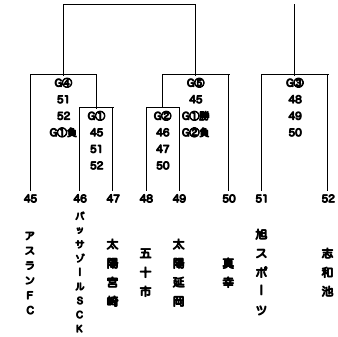 G④
51
52
G①負
G①
45
51
52
G②
46
47
50
G⑤
45
G①勝
G②負
G③
48
49
50
45
46
47
48
49
50
51
52
アスランFC
バッサゾールSCK
太陽宮崎
五十市
太陽延岡
真幸
旭スポーツ
志和池